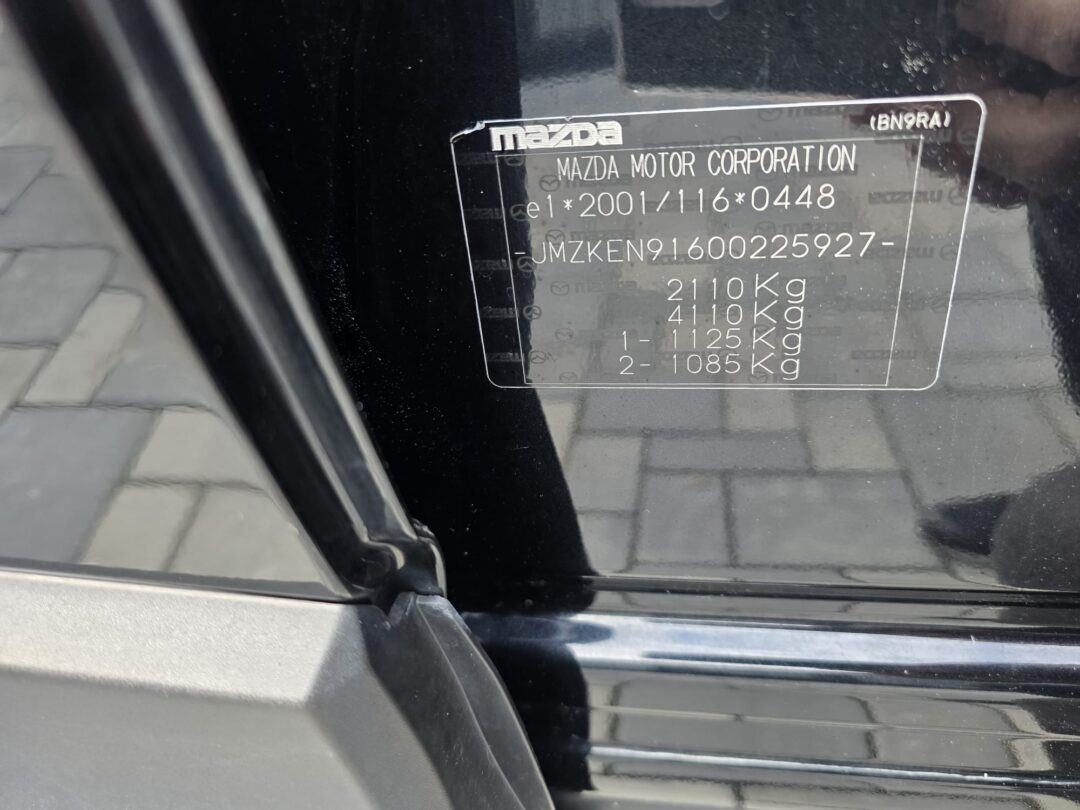 mazda (BN9RA)
MAZDA MOTOR CORPORATION
e1*2001/116*0448
-JMZKEN91600225927-
2110Kg
4110Kg
1- 1125Kg
2- 1085Kg